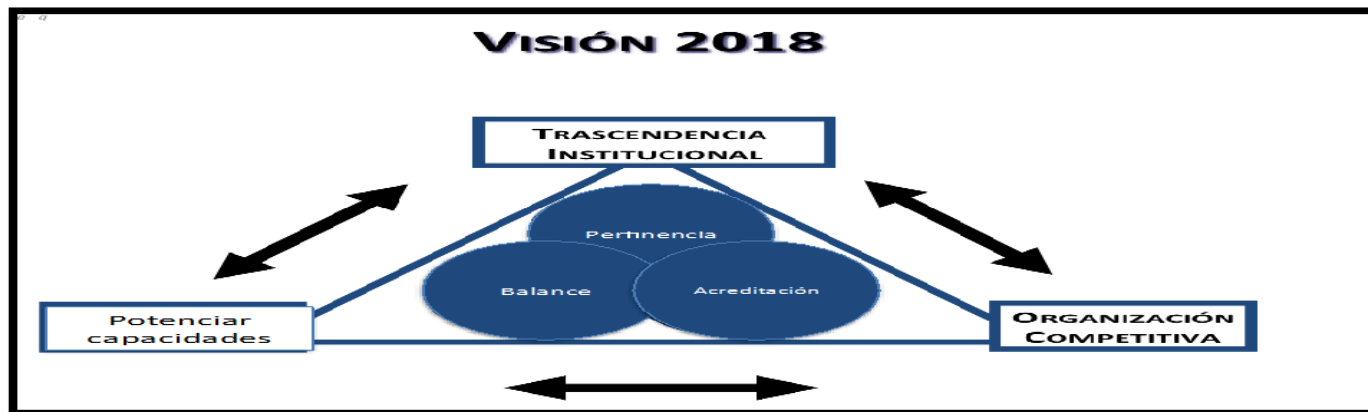 e g
VISIÓN 2018
TRASCENDENCIA
INSTITUCIONAL
Pertinencia
Balance
Acreditación
Potenciar
capacidades
ORGANIZACIÓN
COMPETITIVA